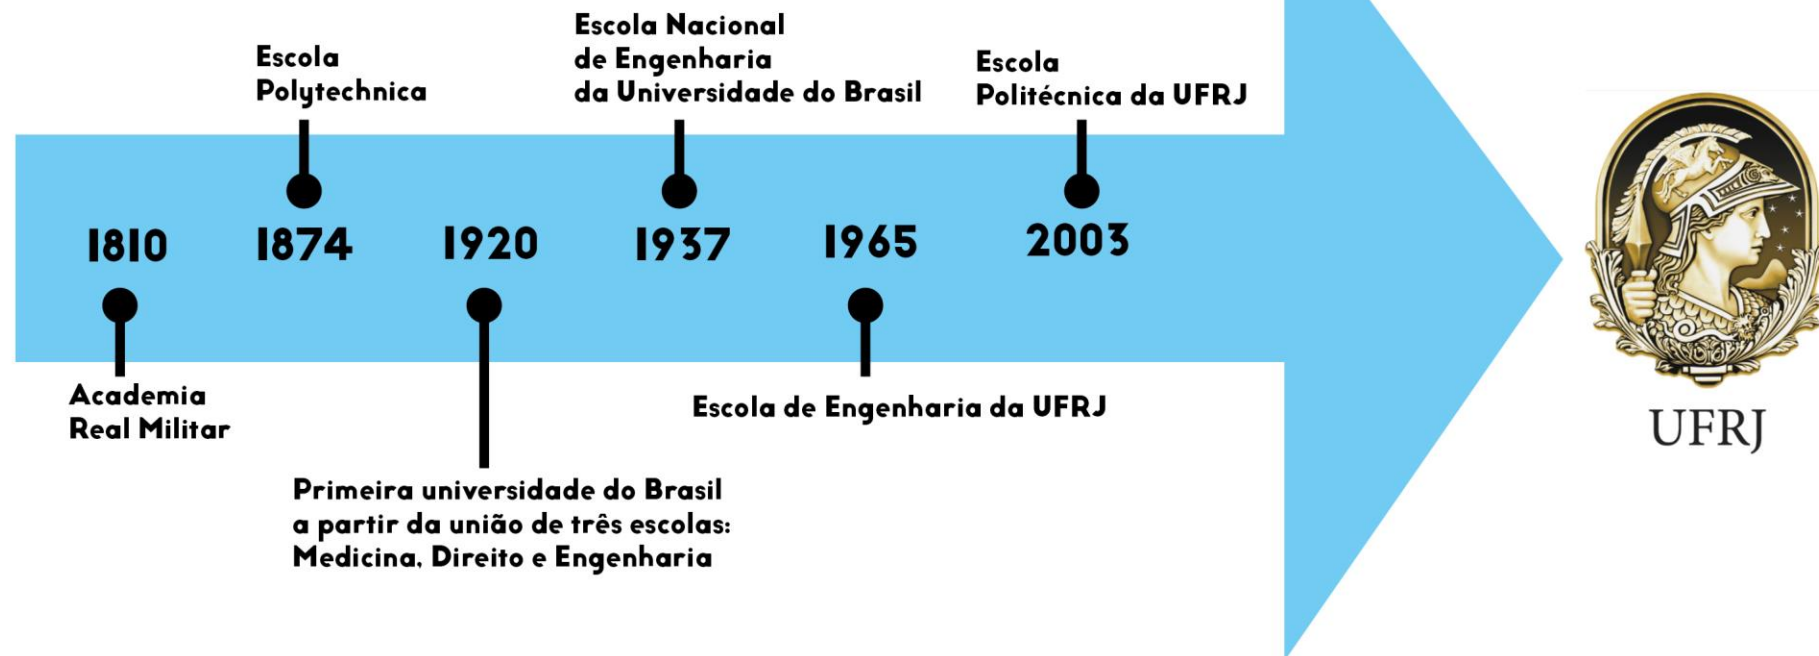 Escola Nacional
de Engenharia
da Universidade do Brasil
Escola
Polytechnica
Escola
Politécnica da UFRJ
1810
1874
1920
1937
1965
2003
Academia
Real Militar
Escola de Engenharia da UFRJ
Primeira universidade do Brasil
a partir da união de três escolas:
Medicina, Direito e Engenharia
UFRJ